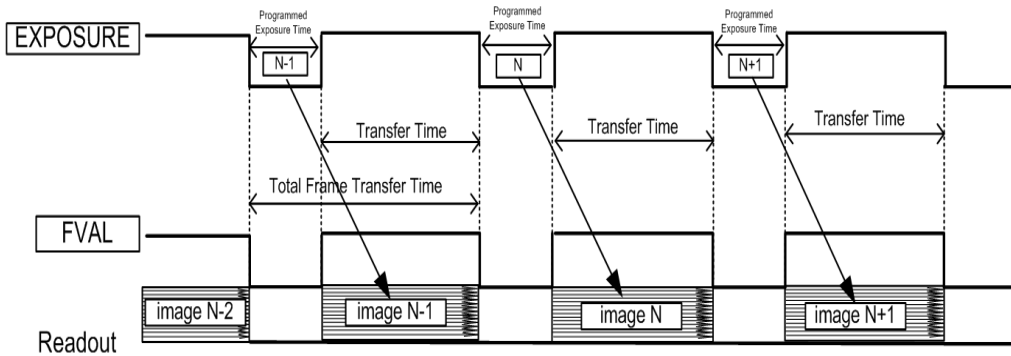 Programmed
Exposure Time
Programmed
Exposure Time
Programmed
Exposure Time
EXPOSURE
N-1
N
N+1
Transfer Time
Transfer Time
Transfer Time
Total Frame Transfer Time
FVAL
image N-2
image N-1
image N
image N+1
Readout